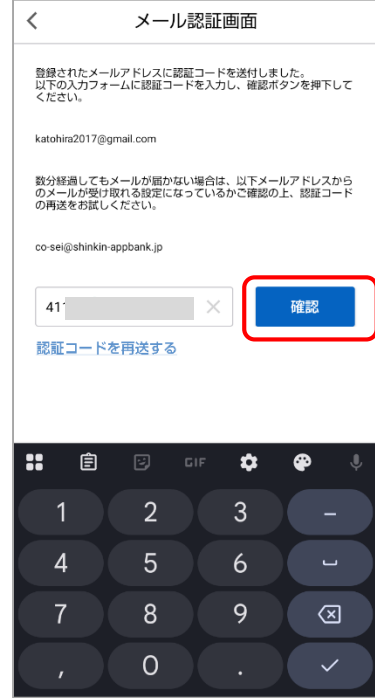 メール認証画面
登録されたメールアドレスに認証コードを送付しました。
以下の入力フォームに認証コードを入力し、確認ボタンを押下して
ください。
katohira2017@gmail.com
数分経過してもメールが届かない場合は、以下メールアドレスから
のメールが受け取れる設定になっているかご確認の上、認証コード
の再送をお試しください。
co-sei@shinkin-appbank.jp
411
確認
認証コードを再送する
GIF
1 2 3 -
4 5 6
7 8 9
, 0 .